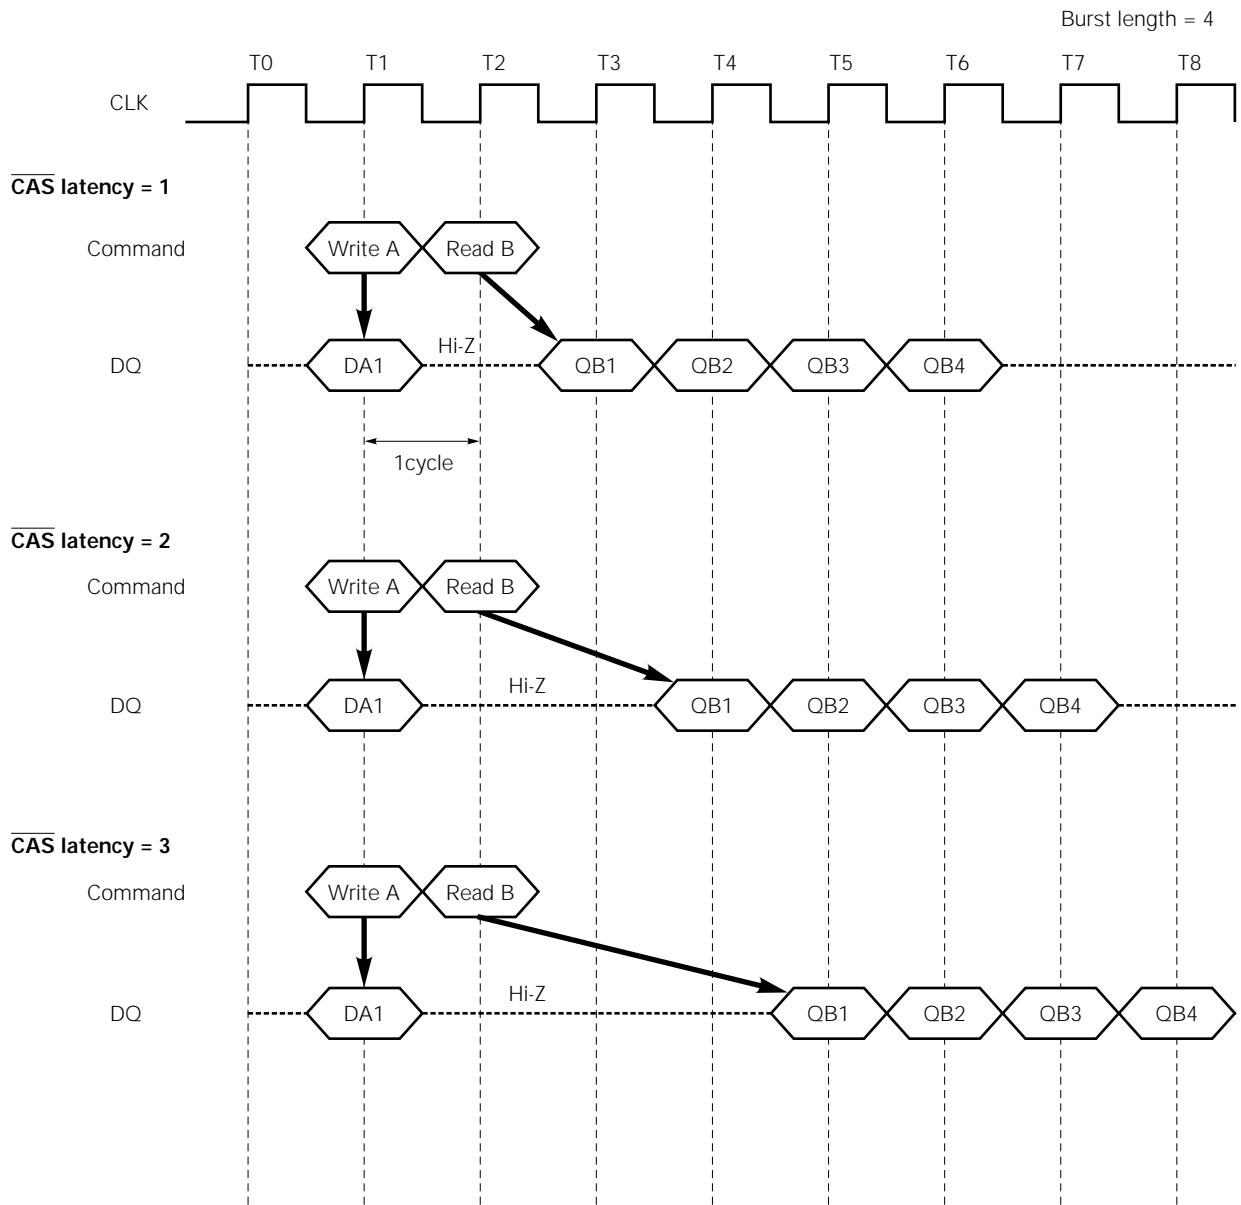 Burst length = 4
T0 T1 T2 T3 T4 T5 T6 T7 T8
CLK
CAS latency = 1
Command Write A Read B
Hi-Z
DQ DA1 QB1 QB2 QB3 QB4
1cycle
CAS latency = 2
Command Write A Read B
Hi-Z
DQ DA1 QB1 QB2 QB3 QB4
CAS latency = 3
Command Write A Read B
Hi-Z
DQ DA1 QB1 QB2 QB3 QB4